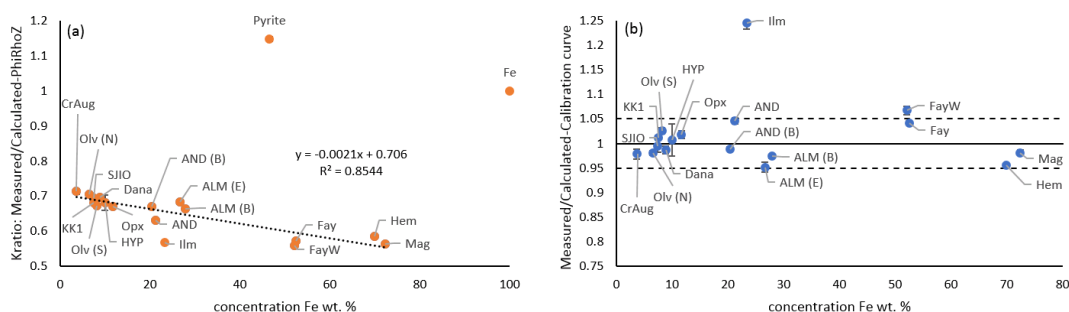 (a)
Kratio: Measured/Calculated-PhiRhoZ
1.2
1.1
1
0.9
0.8
0.7
0.6
0.5
0
20
40
60
80
100
concentration Fe wt. %
Pyrite
Fe
CrAug
Olv (N)
SJIO
Dana
AND (B)
ALM (E)
ALM (B)
KK1
Olv (S)
HYP
Opx
AND
Ilm
Fay
FayW
Hem
Mag
y = -0.0021x + 0.706
R² = 0.8544
(b)
Measured/Calculated-Calibration curve
1.25
1.2
1.15
1.1
1.05
1
0.95
0.9
0.85
0.8
0.75
0
10
20
30
40
50
60
70
80
concentration Fe wt. %
Ilm
HYP
Olv (S)
KK1
Opx
AND
FayW
Fay
SJIO
AND (B)
ALM (B)
Mag
Dana
ALM (E)
Hem
Olv (N)
CrAug